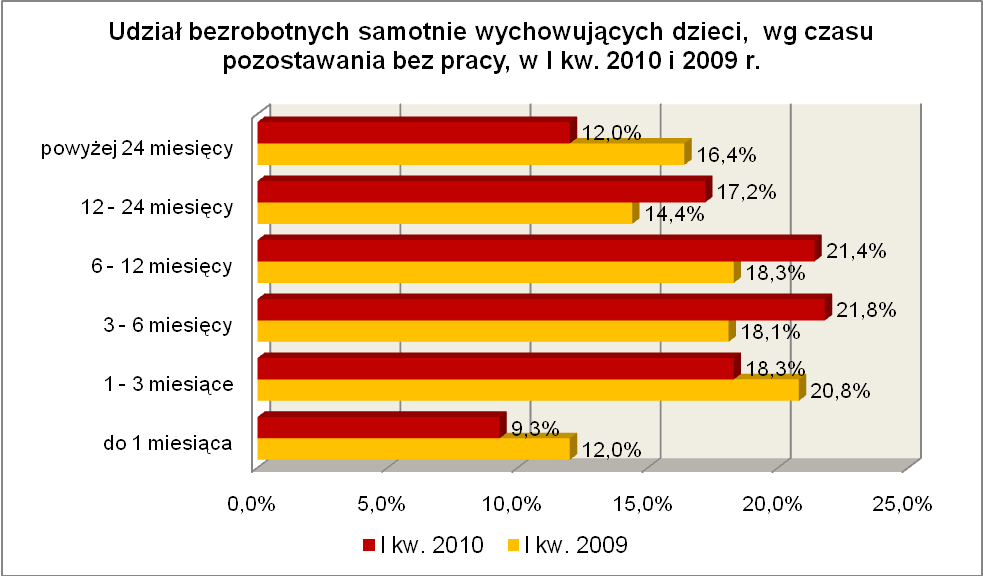 Udział bezrobotnych samotnie wychowujących dzieci, wg czasu
pozostawania bez pracy, w I kw. 2010 i 2009 r.
powyżej 24 miesięcy
12,0%
16,4%
12 - 24 miesięcy
17,2%
14,4%
6 - 12 miesięcy
21,4%
18,3%
3 - 6 miesięcy
21,8%
18,1%
1 - 3 miesiące
18,3%
20,8%
do 1 miesiąca
9,3%
12,0%
0,0% 5,0% 10,0% 15,0% 20,0% 25,0%
I kw. 2010 I kw. 2009